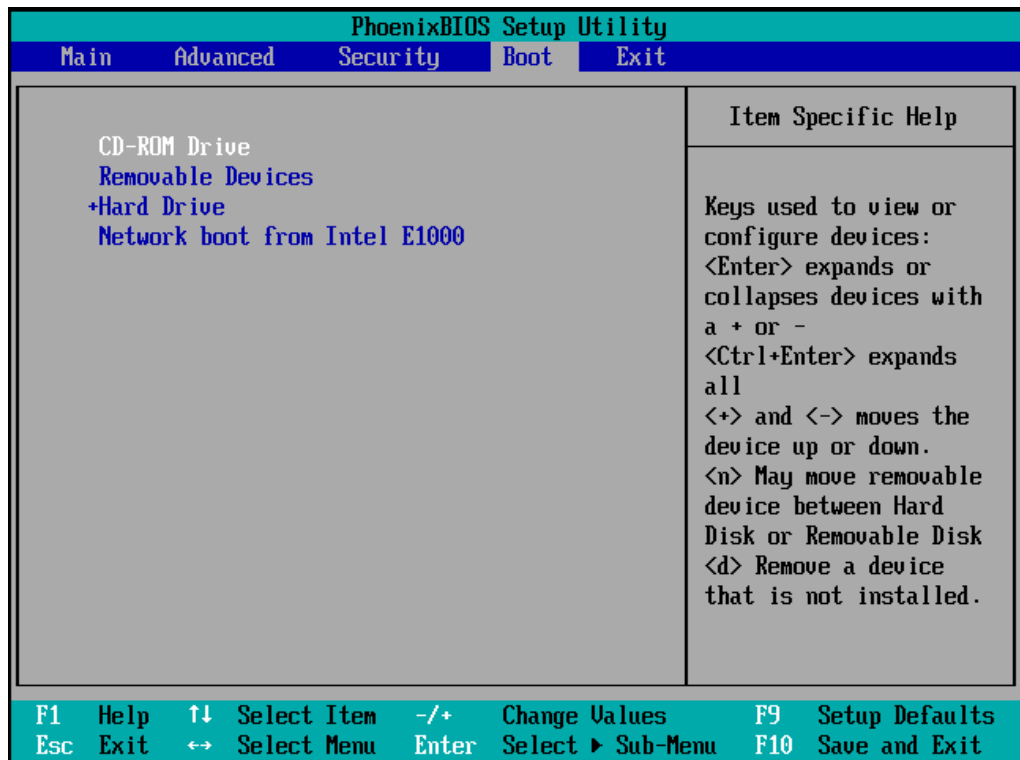 PhoenixBIOS Setup Utility
Main Advanced Security Boot Exit
CD-ROM Drive
Removable Devices
+Hard Drive
Network boot from Intel E1000
Item Specific Help
Keys used to view or
configure devices:
<Enter> expands or
collapses devices with
a + or -
<Ctrl+Enter> expands
all
<+> and <-> moves the
device up or down.
<n> May move removable
device between Hard
Disk or Removable Disk
<d> Remove a device
that is not installed.
F1 Help ↑↓ Select Item -/+ Change Values F9 Setup Defaults
Esc Exit ↔ Select Menu Enter Select ▶ Sub-Menu F10 Save and Exit